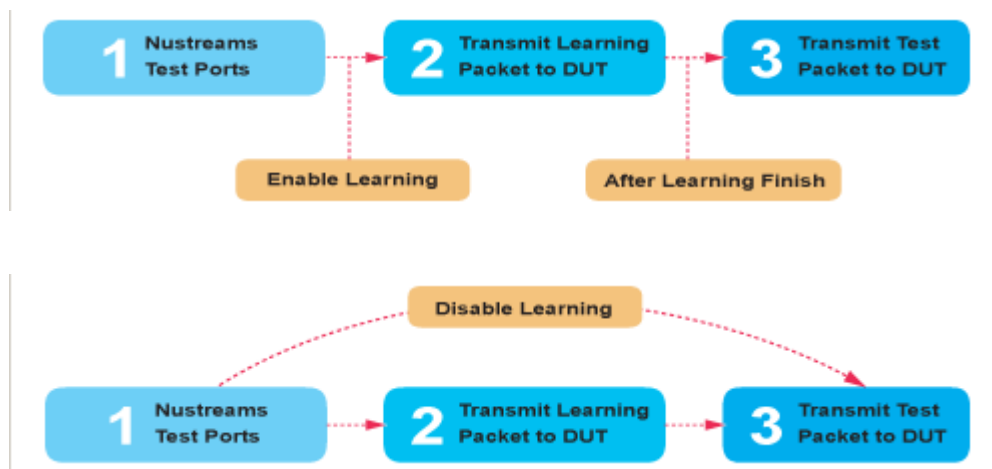 1 Nustreams
Test Ports
2 Transmit Learning
Packet to DUT
3 Transmit Test
Packet to DUT
Enable Learning
After Learning Finish
Disable Learning
1 Nustreams
Test Ports
2 Transmit Learning
Packet to DUT
3 Transmit Test
Packet to DUT